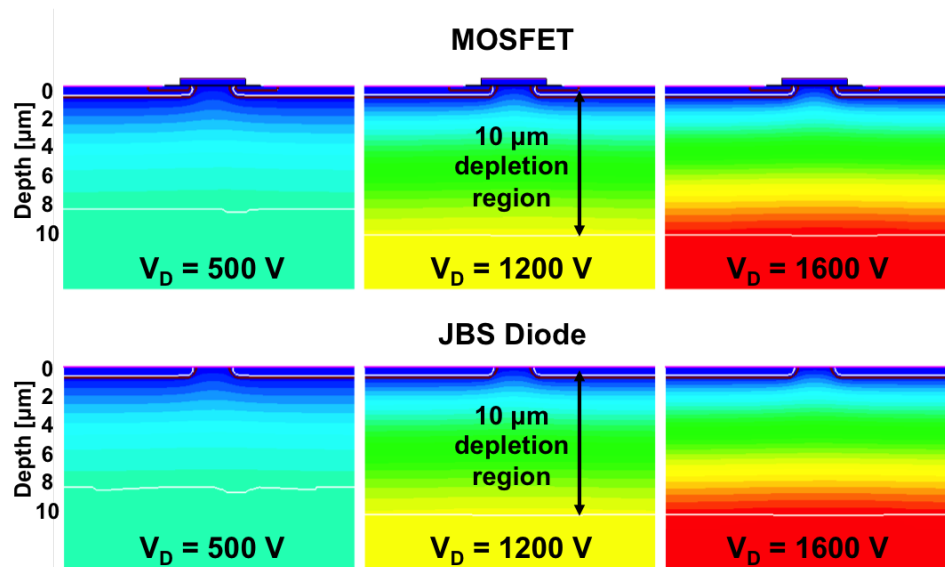 MOSFET
Depth [µm]
0
2
4
6
8
10
10 µm
depletion
region
V_D = 500 V
V_D = 1200 V
V_D = 1600 V
JBS Diode
Depth [µm]
0
2
4
6
8
10
10 µm
depletion
region
V_D = 500 V
V_D = 1200 V
V_D = 1600 V